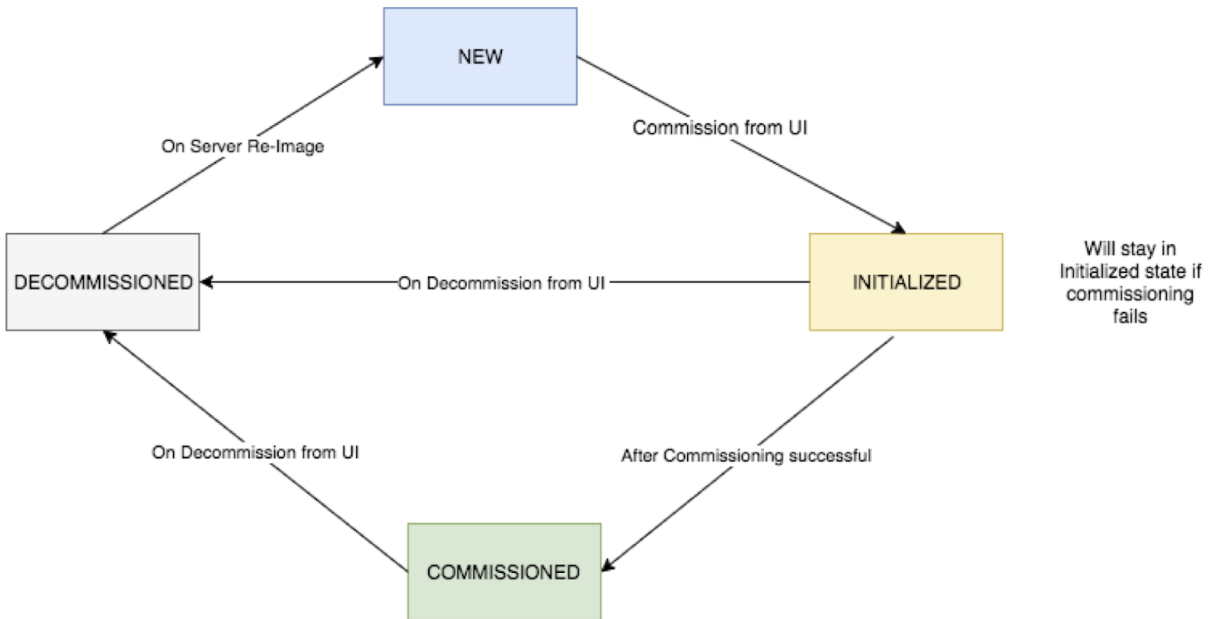 NEW
Commission from UI
On Server Re-Image
DECOMMISSIONED
On Decommission from UI
INITIALIZED
Will stay in
Initialized state if
commissioning
fails
On Decommission from UI
After Commissioning successful
COMMISSIONED